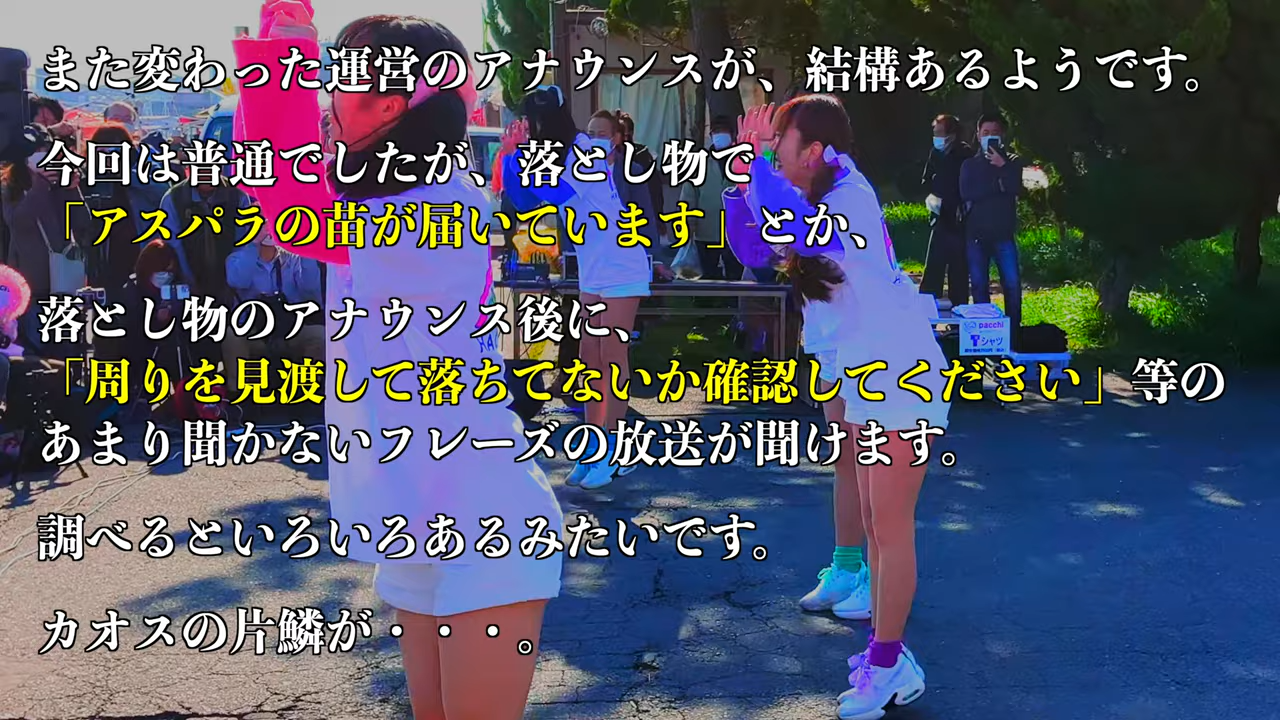 また変わった運営のアナウンスが、結構あるようです。
今回は普通でしたが、落とし物で
「アスパラの苗が届いています」とか、
落とし物のアナウンス後に、
「周りを見渡して落ちてないか確認してください」等の
あまり聞かないフレーズの放送が聞けます。
調べるといろいろあるみたいです。
カオスの片鱗が・・・。
pacchi
Tシャツ